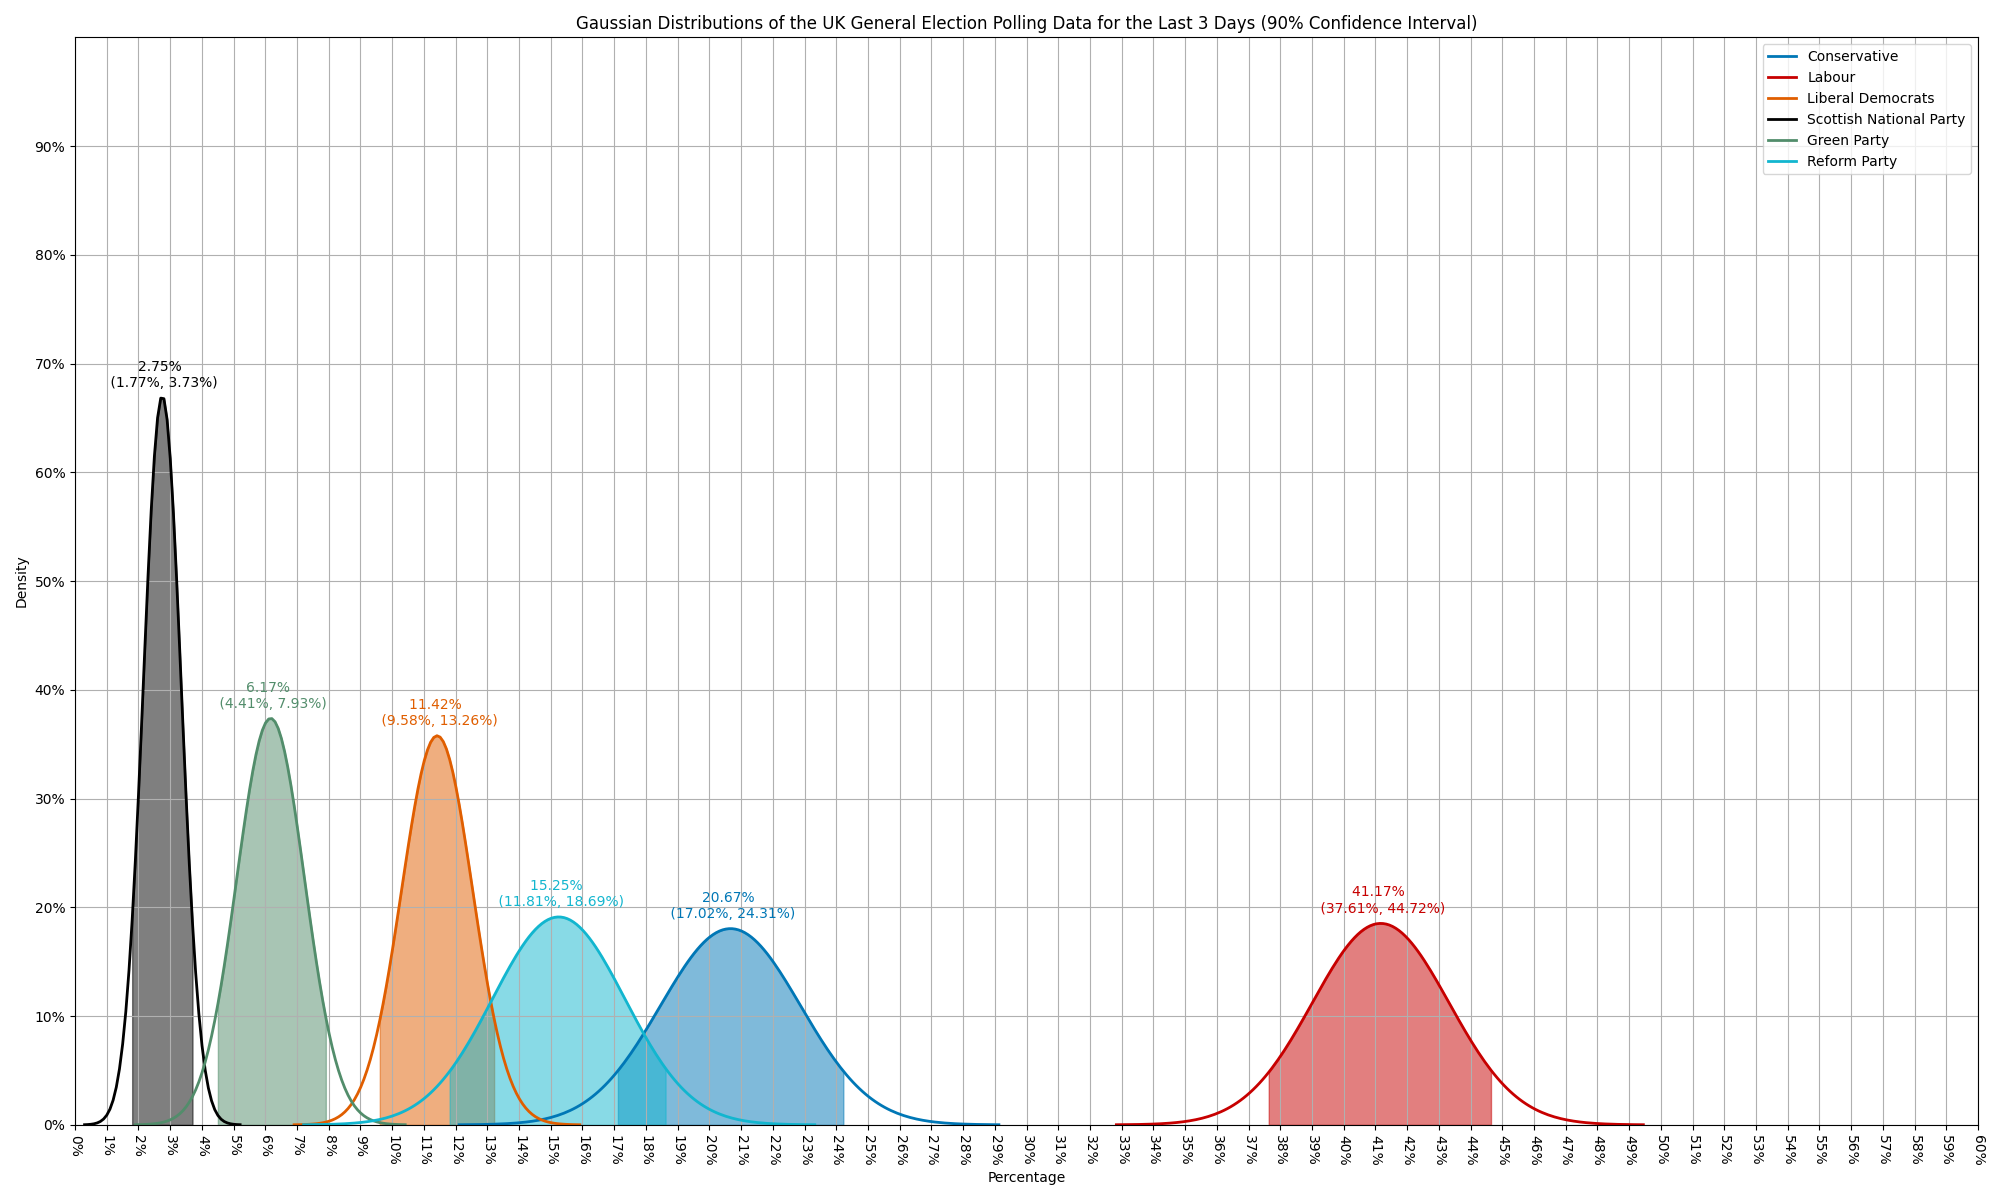 Gaussian Distributions of the UK General Election Polling Data for the Last 3 Days (90% Confidence Interval)
Conservative
Labour
Liberal Democrats
Scottish National Party
Green Party
Reform Party
90%
80%
70%
60%
50%
40%
30%
20%
10%
0%
Density
2.75%
(1.77%, 3.73%)
6.17%
(4.41%, 7.93%)
11.42%
(9.58%, 13.26%)
15.25%
(11.81%, 18.69%)
20.67%
(17.02%, 24.31%)
41.17%
(37.61%, 44.72%)
0% 1% 2% 3% 4% 5% 6% 7% 8% 9% 10% 11% 12% 13% 14% 15% 16% 17% 18% 19% 20% 21% 22% 23% 24% 25% 26% 27% 28% 29% 30% 31% 32% 33% 34% 35% 36% 37% 38% 39% 40% 41% 42% 43% 44% 45% 46% 47% 48% 49% 50% 51% 52% 53% 54% 55% 56% 57% 58% 59% 60%
Percentage